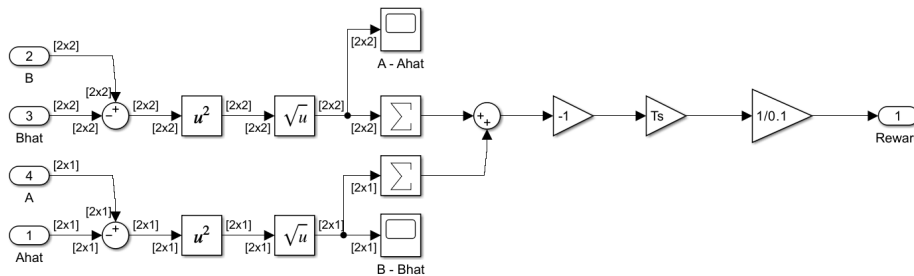 [2x2]
A - Ahat
2
[2x2]
B
[2x2]
3
[2x2]
[2x2]
Bhat
[2x2]
[2x2]
u²
[2x2]
[2x2]
√u
[2x2]
[2x2]
Σ
+
−
+
+
-1
Ts
1/0.1
1
Rewar
4
[2x1]
A
[2x1]
1
[2x1]
[2x1]
Ahat
+
−
[2x1]
[2x1]
u²
[2x1]
[2x1]
√u
[2x1]
[2x1]
[2x1]
Σ
B - Bhat